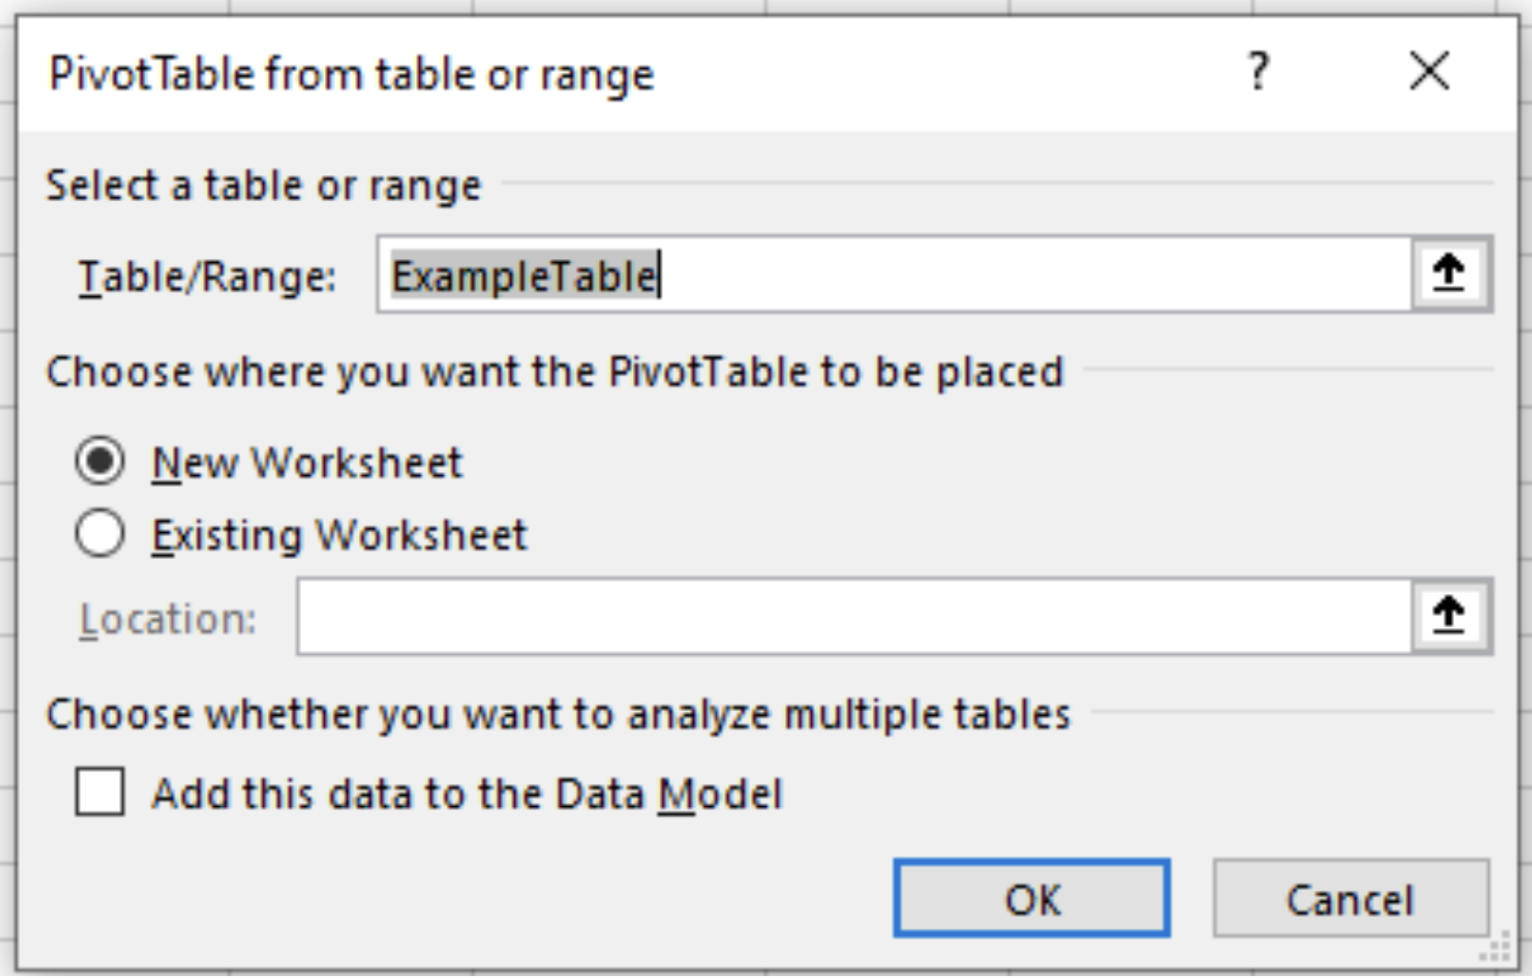 PivotTable from table or range ?
Select a table or range
Table/Range: ExampleTable
Choose where you want the PivotTable to be placed
New Worksheet
Existing Worksheet
Location:
Choose whether you want to analyze multiple tables
Add this data to the Data Model
OK Cancel